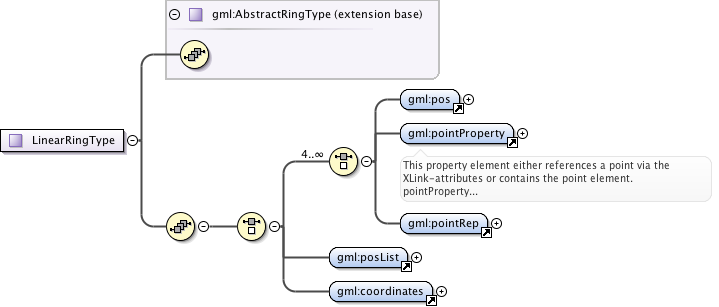 gml:AbstractRingType (extension base)
gml:pos
LinearRingType
gml:pointProperty
4..∞
This property element either references a point via the
XLink-attributes or contains the point element.
pointProperty...
gml:pointRep
gml:posList
gml:coordinates